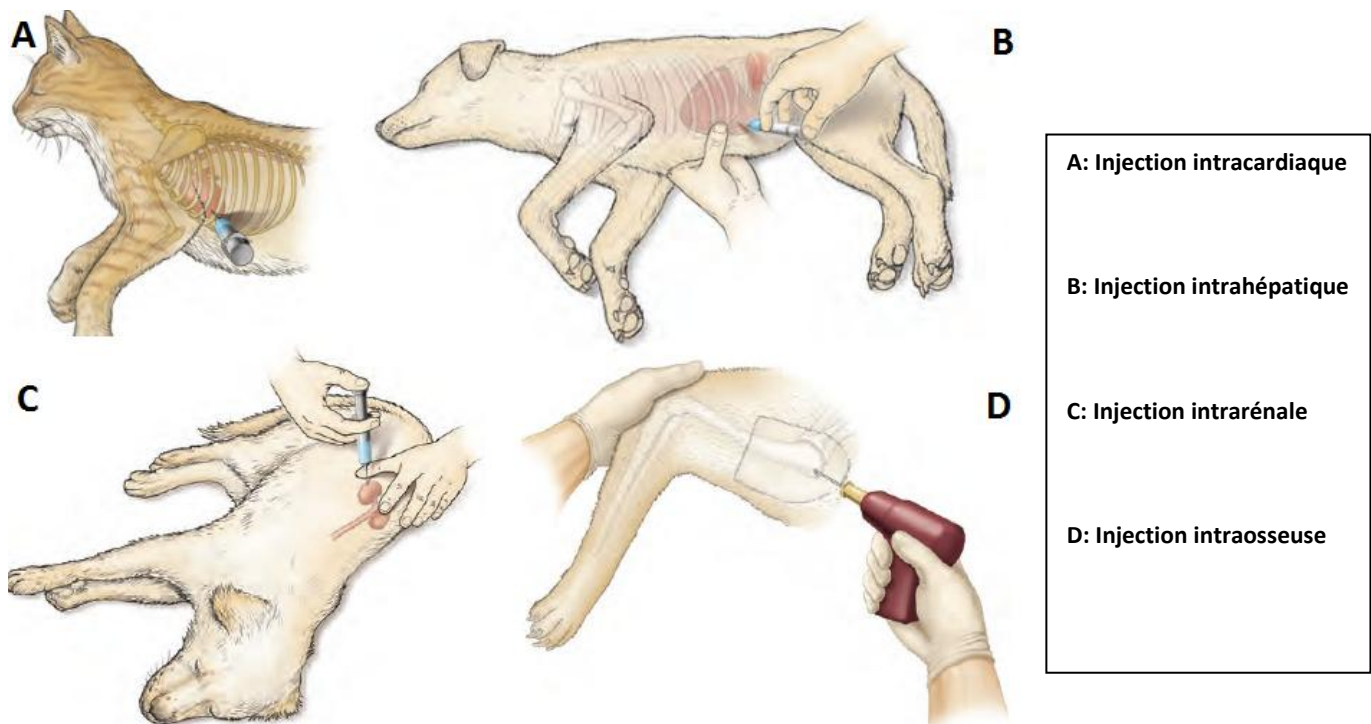 A
B
C
D
A: Injection intracardiaque
B: Injection intrahépatique
C: Injection intrarénale
D: Injection intraosseuse